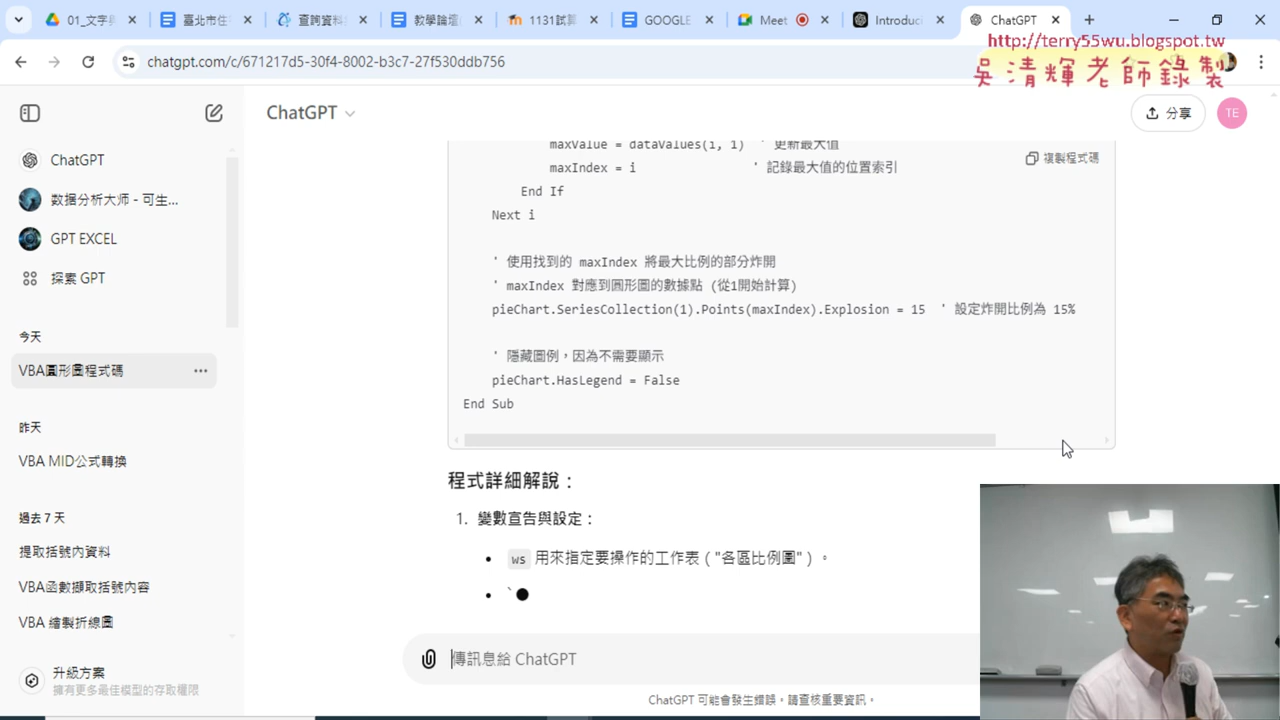 01_文字
臺北市住
查詢資料
教學論壇
1131試算
GOOGLE
Meet
Introduc
ChatGPT
http://terry55wu.blogspot.tw
chatgpt.com/c/671217d5-30f4-8002-b3c7-27f530ddb756
吳清輝老師錄製
ChatGPT
分享
TE
ChatGPT
数据分析大师 - 可生...
GPT EXCEL
探索 GPT
今天
VBA圓形圖程式碼
昨天
VBA MID公式轉換
過去 7 天
提取括號內資料
VBA函數擷取括號內容
VBA 繪製折線圖
升級方案
擁有更多最佳模型的存取權限
maxValue = dataValues(i, 1) ' 更新最大值
複製程式碼
maxIndex = i ' 記錄最大值的位置索引
End If
Next i
' 使用找到的 maxIndex 將最大比例的部分炸開
' maxIndex 對應到圓形圖的數據點 (從1開始計算)
pieChart.SeriesCollection(1).Points(maxIndex).Explosion = 15 ' 設定炸開比例為 15%
' 隱藏圖例，因為不需要顯示
pieChart.HasLegend = False
End Sub
程式詳細解說：
1. 變數宣告與設定：
• ws 用來指定要操作的工作表（"各區比例圖"）。
• `
傳訊息給 ChatGPT
ChatGPT 可能會發生錯誤。請查核重要資訊。